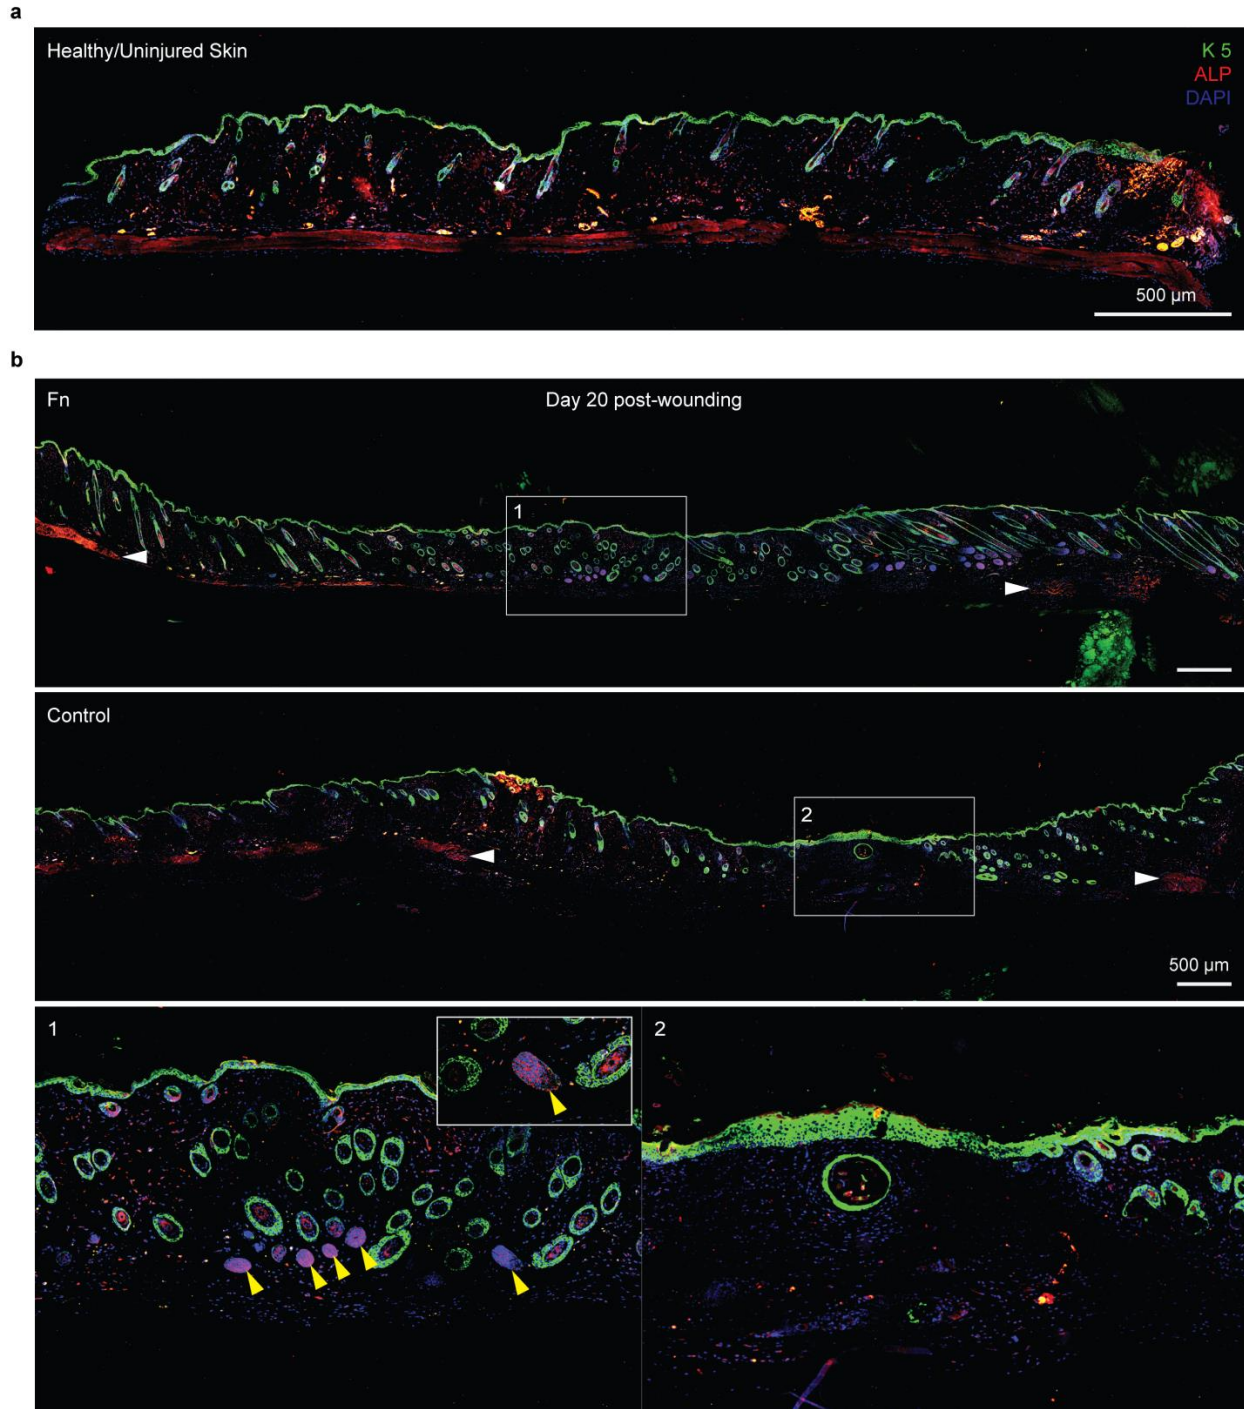 a
Healthy/Uninjured Skin
K 5
ALP
DAPI
500 µm
b
Fn
Day 20 post-wounding
1
Control
2
500 µm
1
2